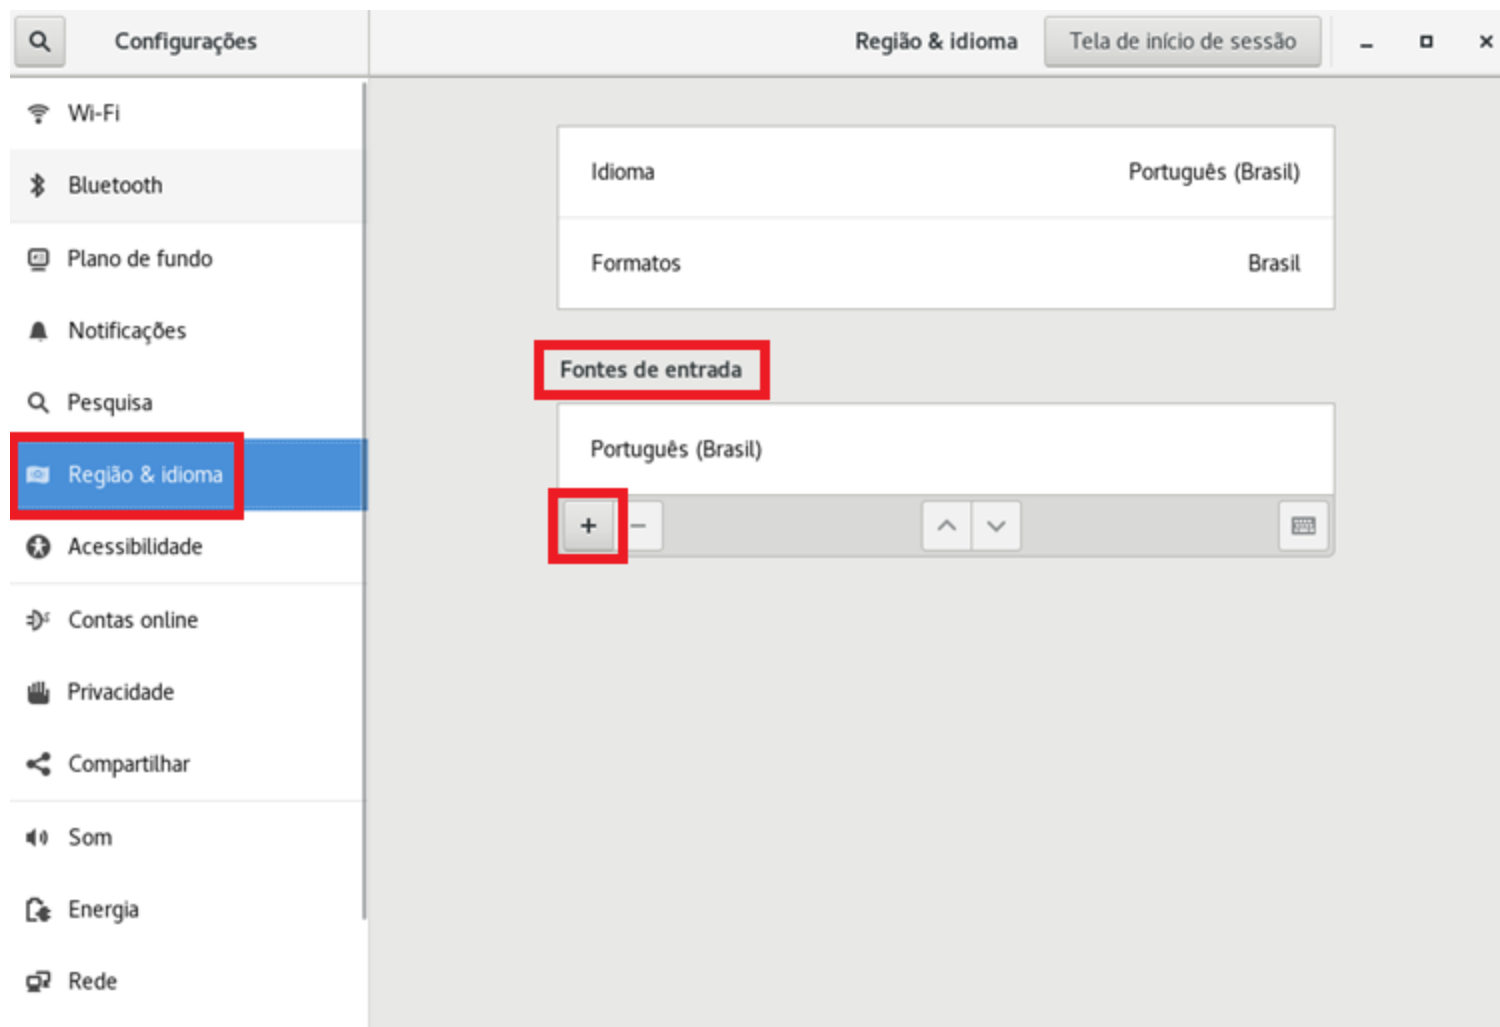 Configurações
Região & idioma
Tela de início de sessão
Wi-Fi
Bluetooth
Plano de fundo
Notificações
Pesquisa
Região & idioma
Acessibilidade
Contas online
Privacidade
Compartilhar
Som
Energia
Rede
Idioma
Português (Brasil)
Formatos
Brasil
Fontes de entrada
Português (Brasil)